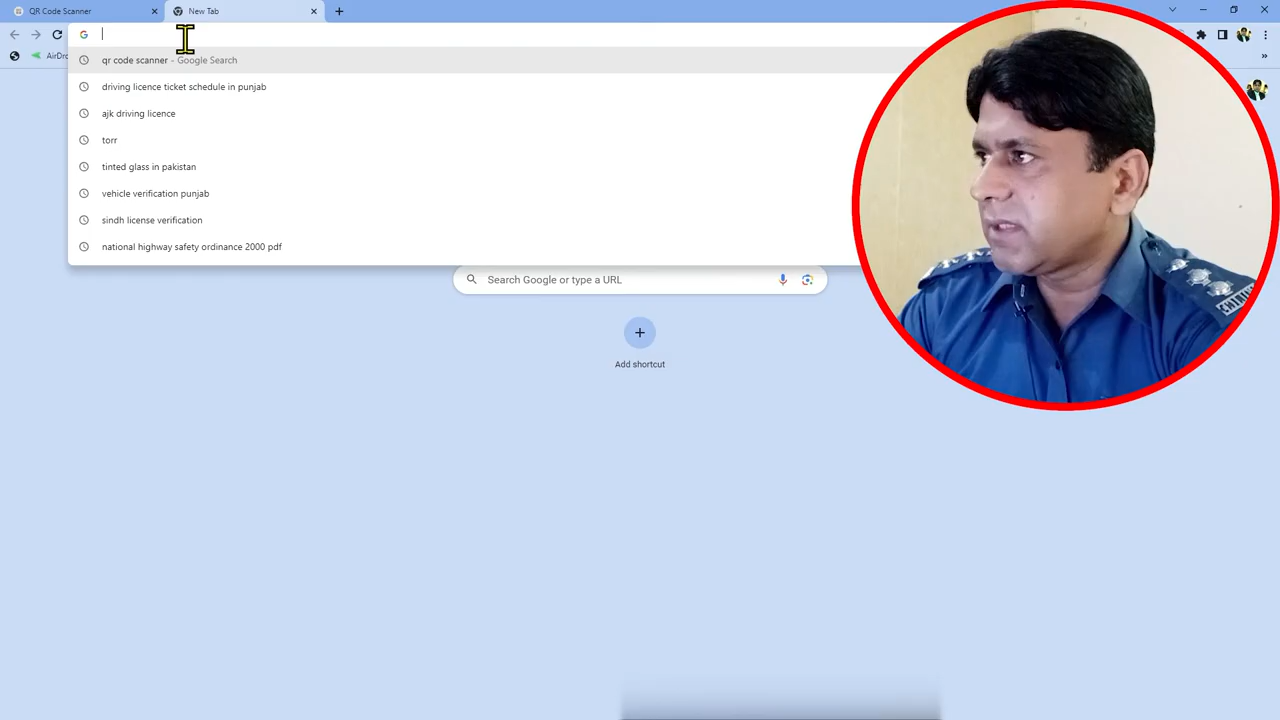 QR Code Scanner
New Tab
AirDro
qr code scanner - Google Search
driving licence ticket schedule in punjab
ajk driving licence
torr
tinted glass in pakistan
vehicle verification punjab
sindh license verification
national highway safety ordinance 2000 pdf
Search Google or type a URL
Add shortcut